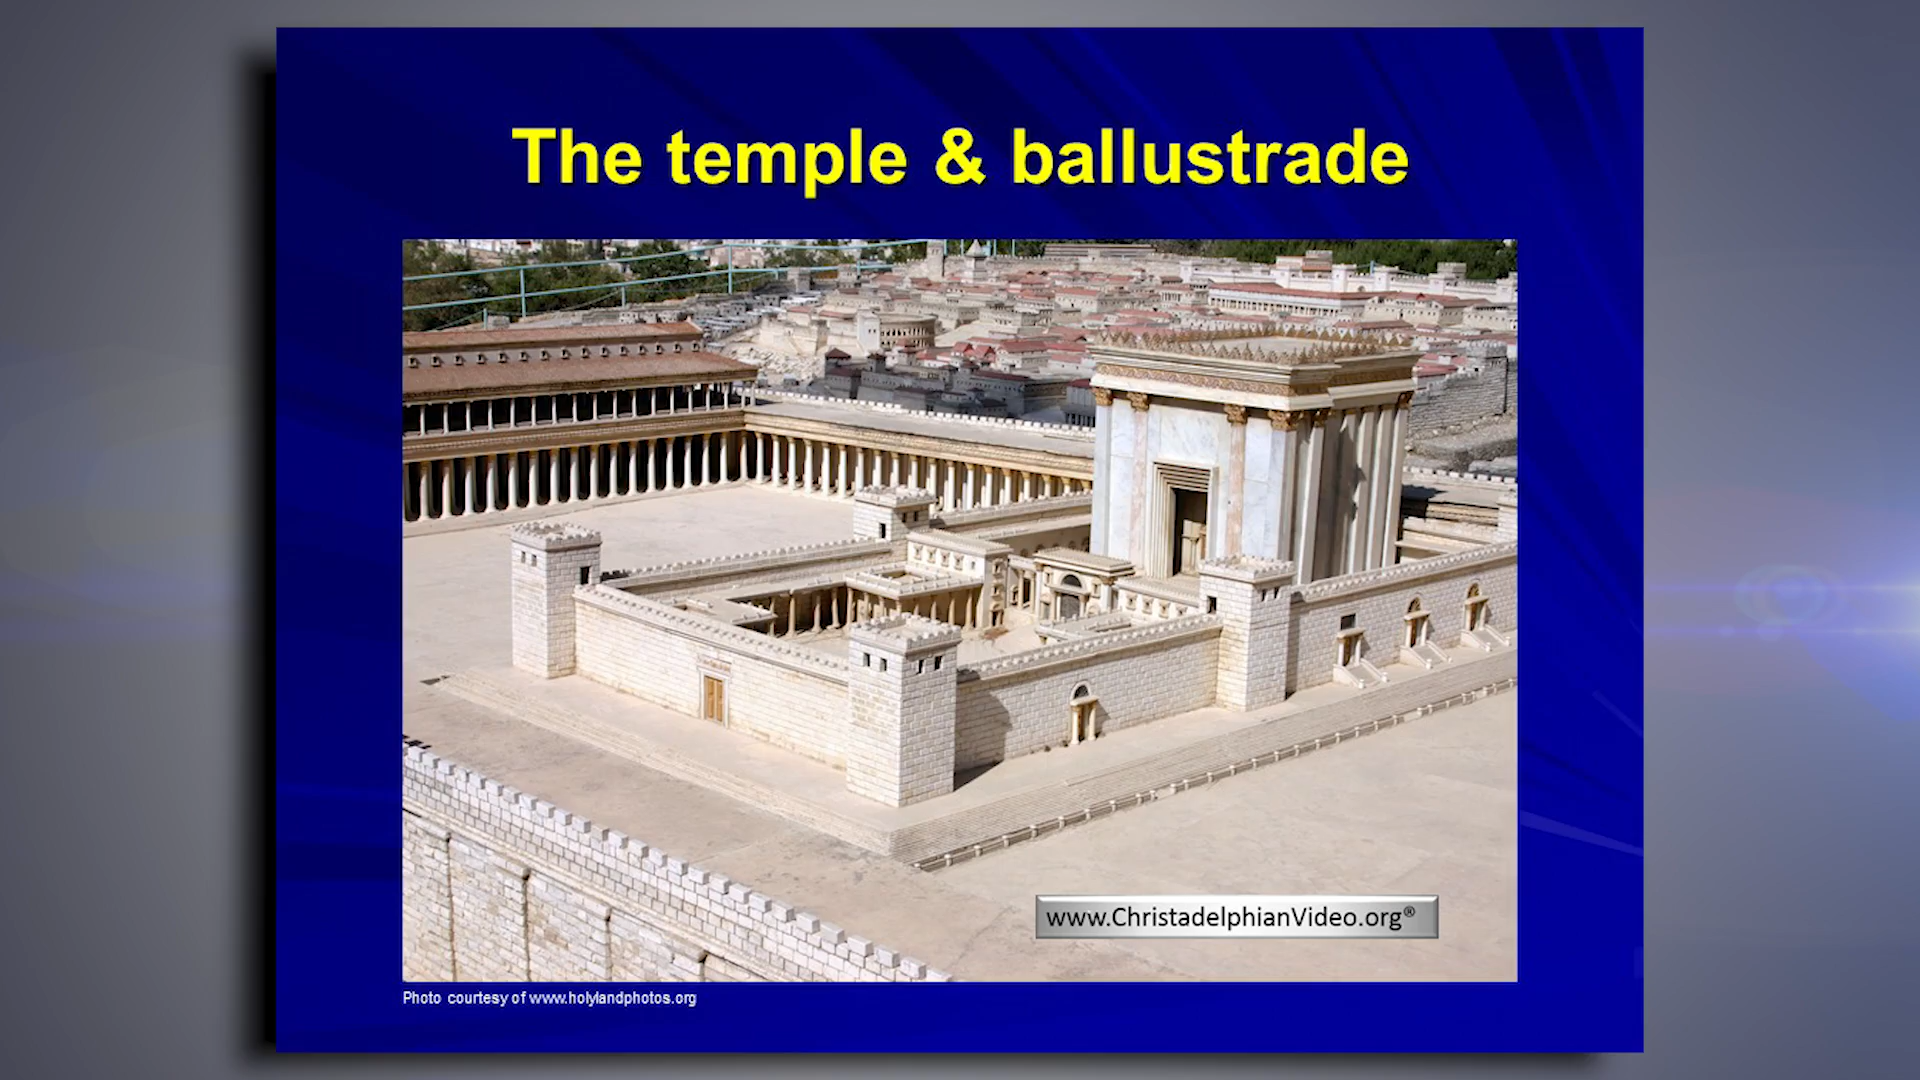 The temple & ballustrade
www.ChristadelphianVideo.org®
Photo courtesy of www.holylandphotos.org